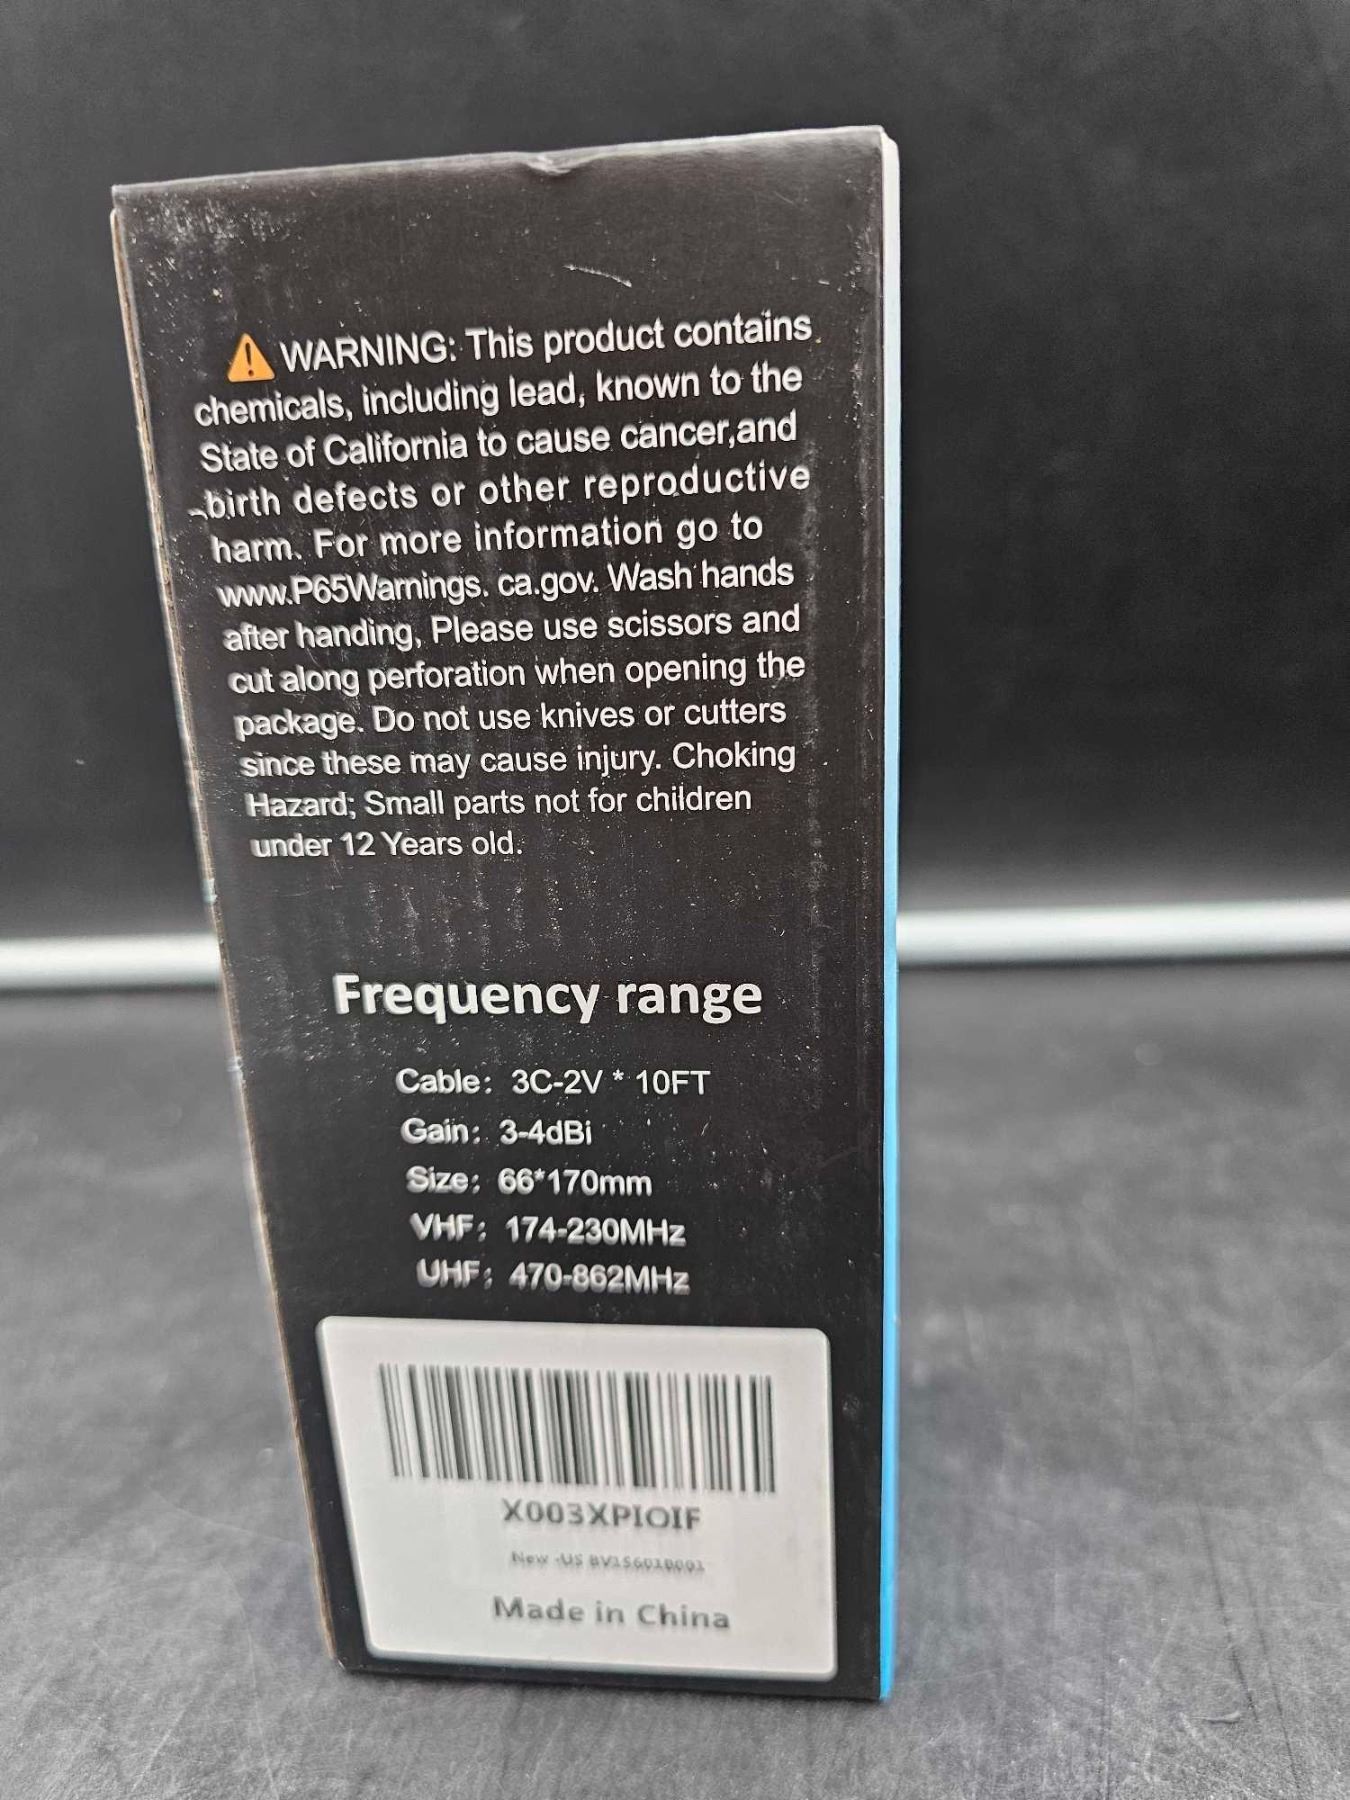 WARNING: This product contains
chemicals, including lead, known to the
State of California to cause cancer,and
birth defects or other reproductive
harm. For more information go to
www.P65Warnings. ca.gov. Wash hands
after handing, Please use scissors and
cut along perforation when opening the
package. Do not use knives or cutters
since these may cause injury. Choking
Hazard; Small parts not for children
under 12 Years old.
Frequency range
Cable: 3C-2V * 10FT
Gain: 3-4dBi
Size: 66*170mm
VHF: 174-230MHz
UHF: 470-862MHz
X003XPIOIF
New -US
Made in China